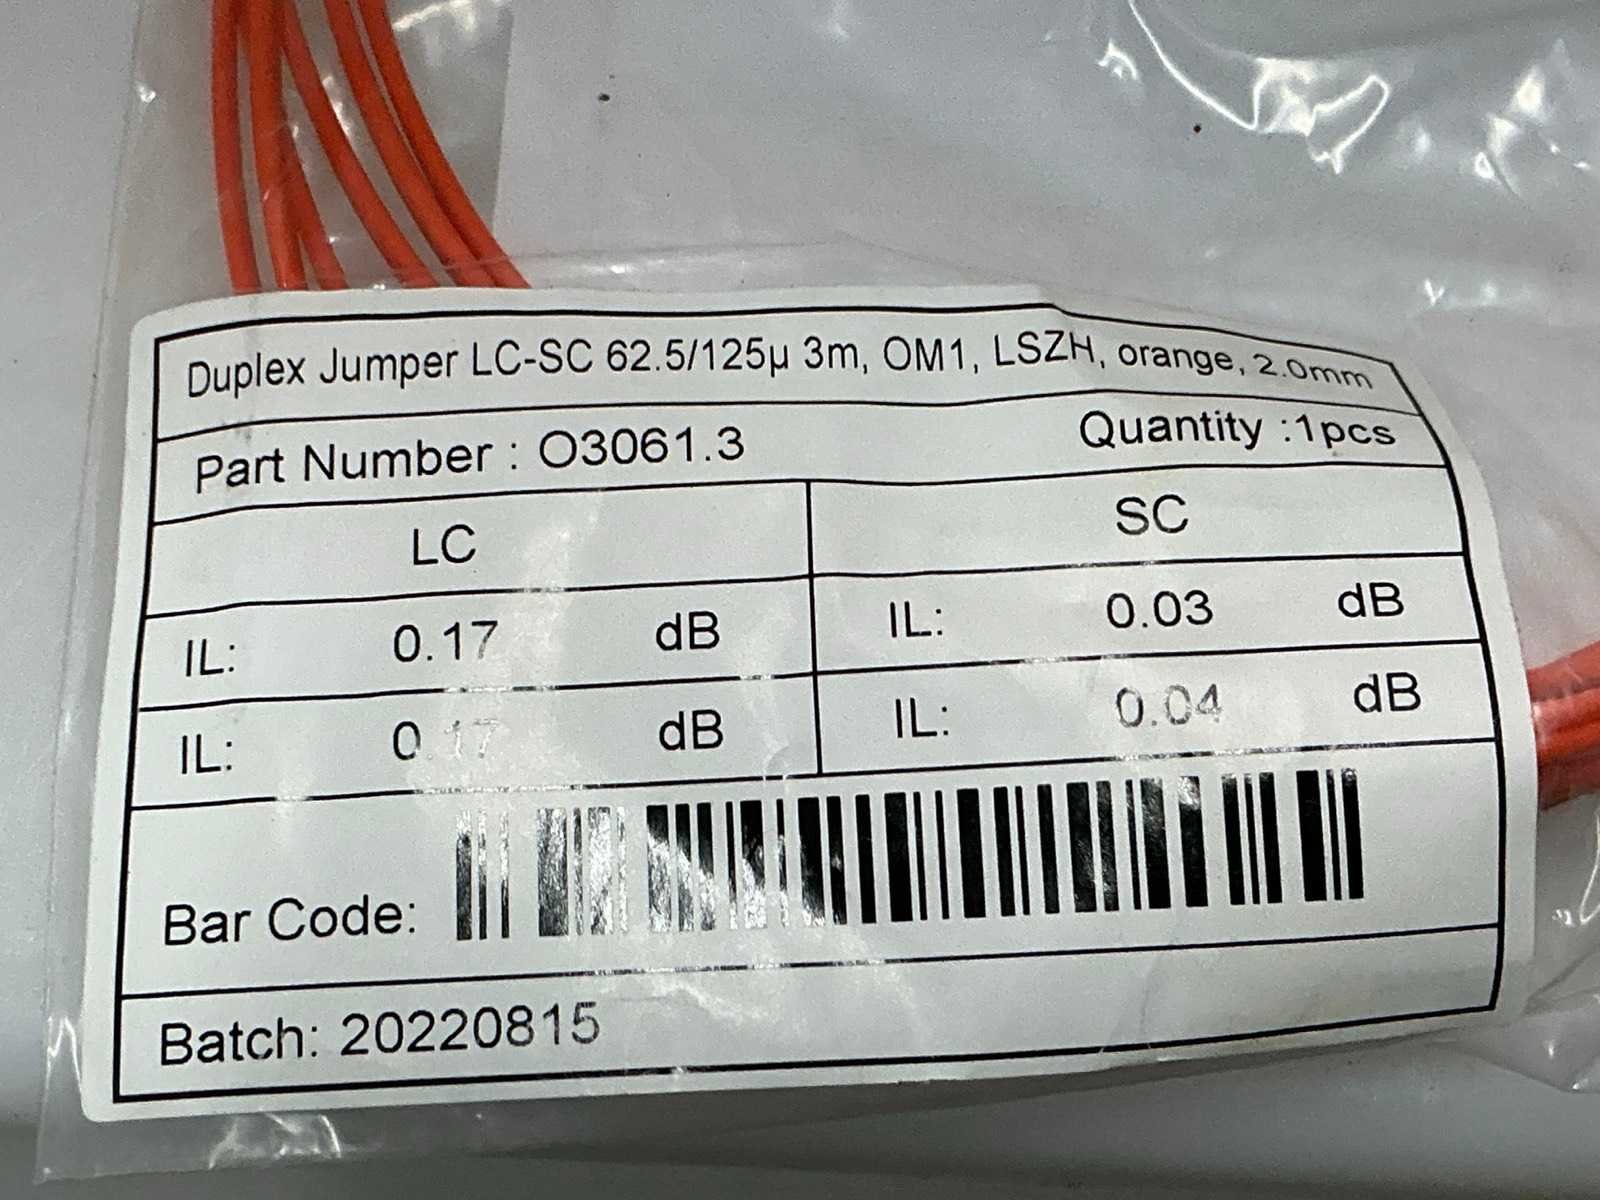 Duplex Jumper LC-SC 62.5/125µ 3m, OM1, LSZH, orange, 2.0mm
Part Number : O3061.3 Quantity :1pcs
LC SC
IL: 0.17 dB IL: 0.03 dB
IL: 0.17 dB IL: 0.04 dB
Bar Code:
Batch: 20220815